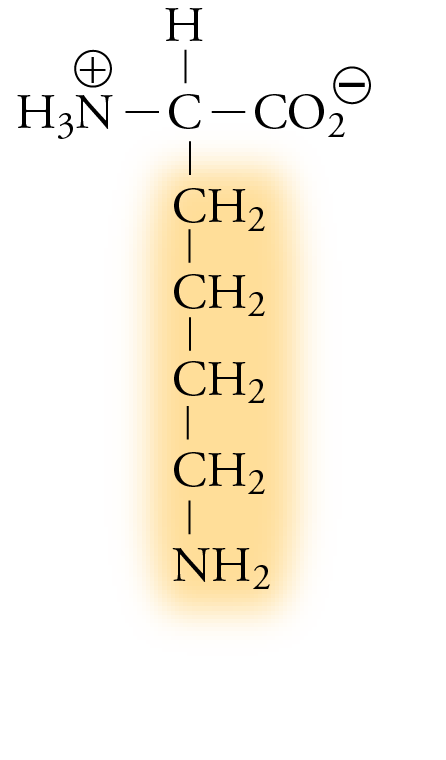 H
H₃N⊕ – C – CO₂⊖
CH₂
CH₂
CH₂
CH₂
NH₂